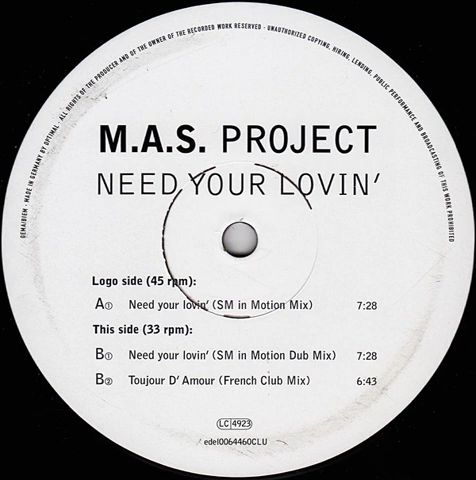 GEMA/BIEM · MADE IN GERMANY BY OPTIMAL · ALL RIGHTS OF THE PRODUCER AND OF THE OWNER OF THE RECORDED WORK RESERVED · UNAUTHORIZED COPYING, HIRING, LENDING, PUBLIC PERFORMANCE AND BROADCASTING OF THIS WORK PROHIBITED
M.A.S. PROJECT
NEED YOUR LOVIN'
Logo side (45 rpm):
A① Need your lovin' (SM in Motion Mix) 7:28
This side (33 rpm):
B① Need your lovin' (SM in Motion Dub Mix) 7:28
B② Toujour D' Amour (French Club Mix) 6:43
LC 4923
edel0064460CLU